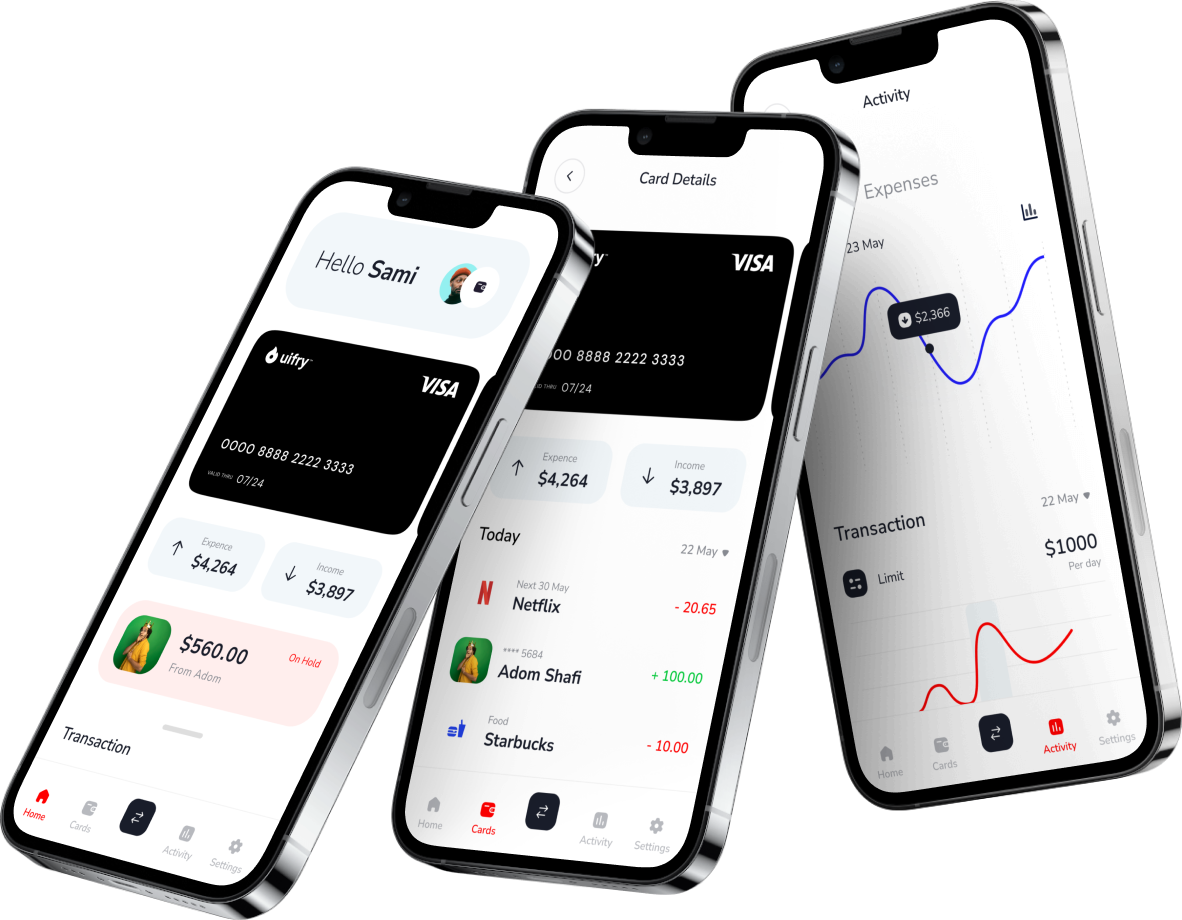 Hello Sami
uifry™
VISA
0000 8888 2222 3333
VALID THRU 07/24
Expence
$4,264
Income
$3,897
$560.00
From Adom
On Hold
Transaction
Home
Cards
Activity
Settings
Card Details
ry™
VISA
00 8888 2222 3333
THRU 07/24
Expence
$4,264
Income
$3,897
Today
22 May
Next 30 May
Netflix
- 20.65
**** 5684
Adom Shafi
+ 100.00
Food
Starbucks
- 10.00
Home
Cards
Activity
Settings
Activity
Expenses
23 May
$2,366
Transaction
22 May
Limit
$1000
Per day
Home
Cards
Activity
Settings